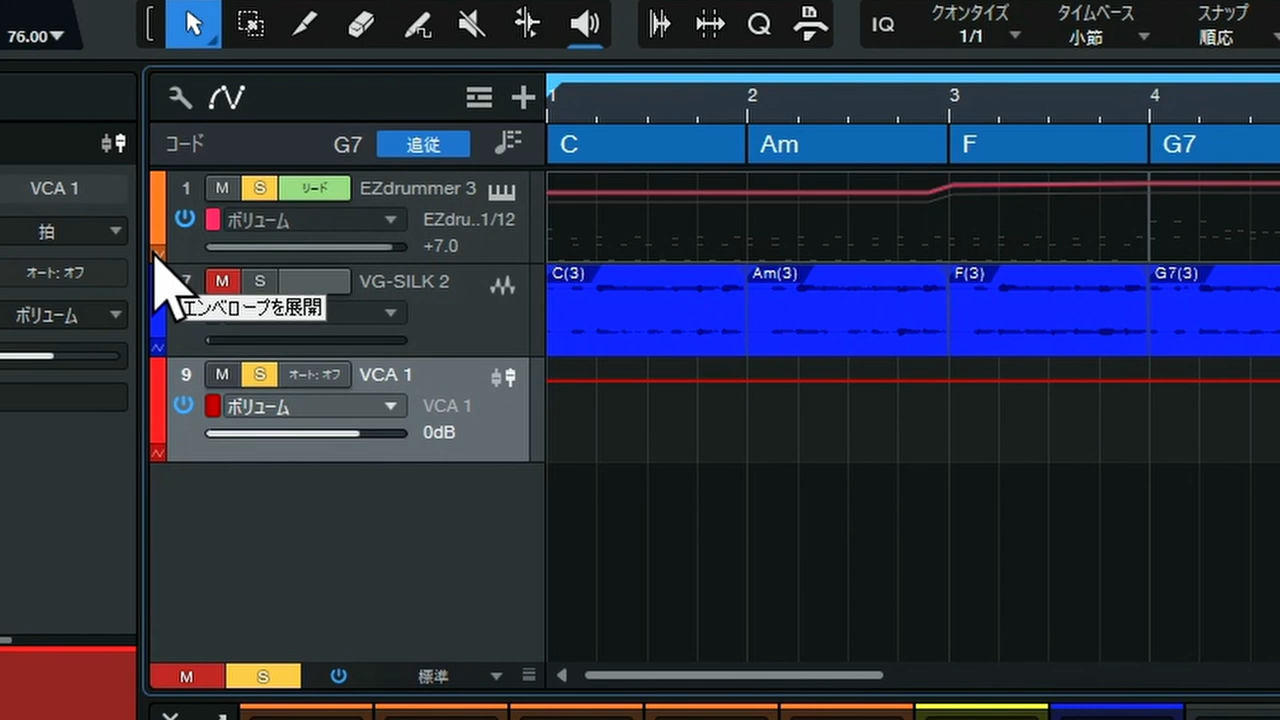 76.00
IQ
クオンタイズ
1/1
タイムベース
小節
スナップ
順応
1
2
3
4
コード
G7
追従
C
Am
F
G7
VCA 1
拍
オート: オフ
ボリューム
1
M
S
リード
EZdrummer 3
ボリューム
EZdru..1/12
+7.0
7
M
S
VG-SILK 2
エンベロープを展開
C(3)
Am(3)
F(3)
G7(3)
9
M
S
オート: オフ
VCA 1
ボリューム
VCA 1
0dB
M
S
標準